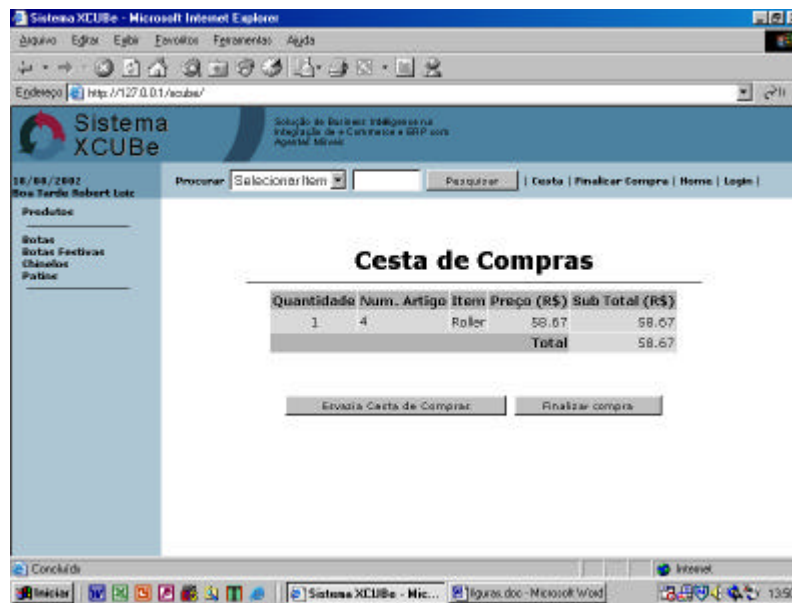 Sistema XCUBe - Microsoft Internet Explorer
Arquivo Editar Exibir Favoritos Ferramentas Ajuda
Endereço http://127.0.0.1/xcube/
Sistema
XCUBe
Solução de Business Intelligence na
Integração de e-Commerce e ERP com
Agentes Móveis
Boa Tarde Robert Loic
Procurar Selecionar Item Pesquisar | Cesta | Finalizar Compra | Home | Login |
Produtos
Botas
Botas Festivas
Chinelos
Patins
Cesta de Compras
Quantidade Num. Artigo Item Preço (R$) Sub Total (R$)
1 4 Roller 58.67 58.67
Total 58.67
Esvazia Cesta de Compras Finalizar compra
Concluído Internet
Iniciar Sistema XCUBe - Mic... figuras.doc - Microsoft Word 13:50